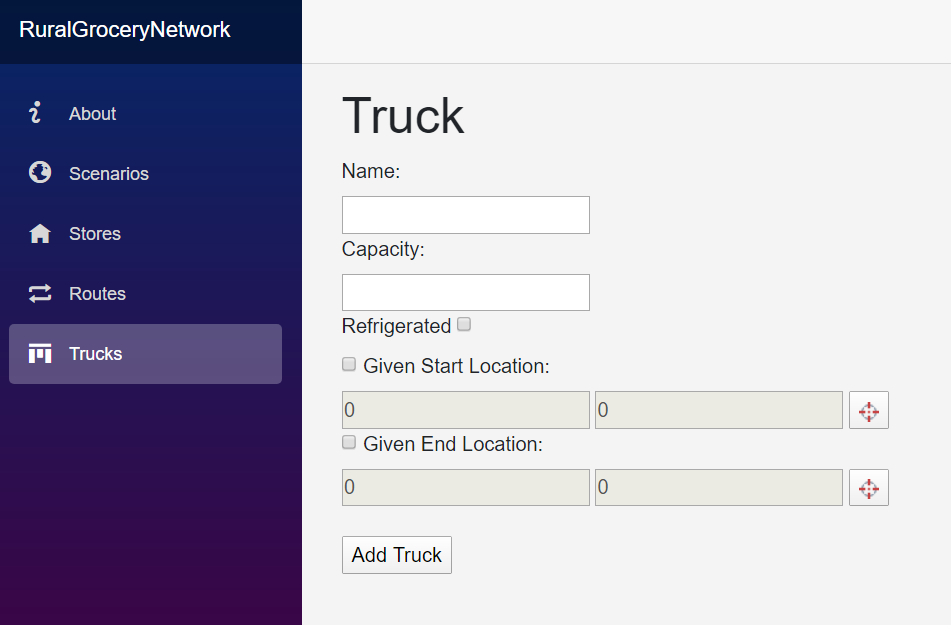 RuralGroceryNetwork
About
Scenarios
Stores
Routes
Trucks
Truck
Name:
Capacity:
Refrigerated
Given Start Location:
0 0
Given End Location:
0 0
Add Truck